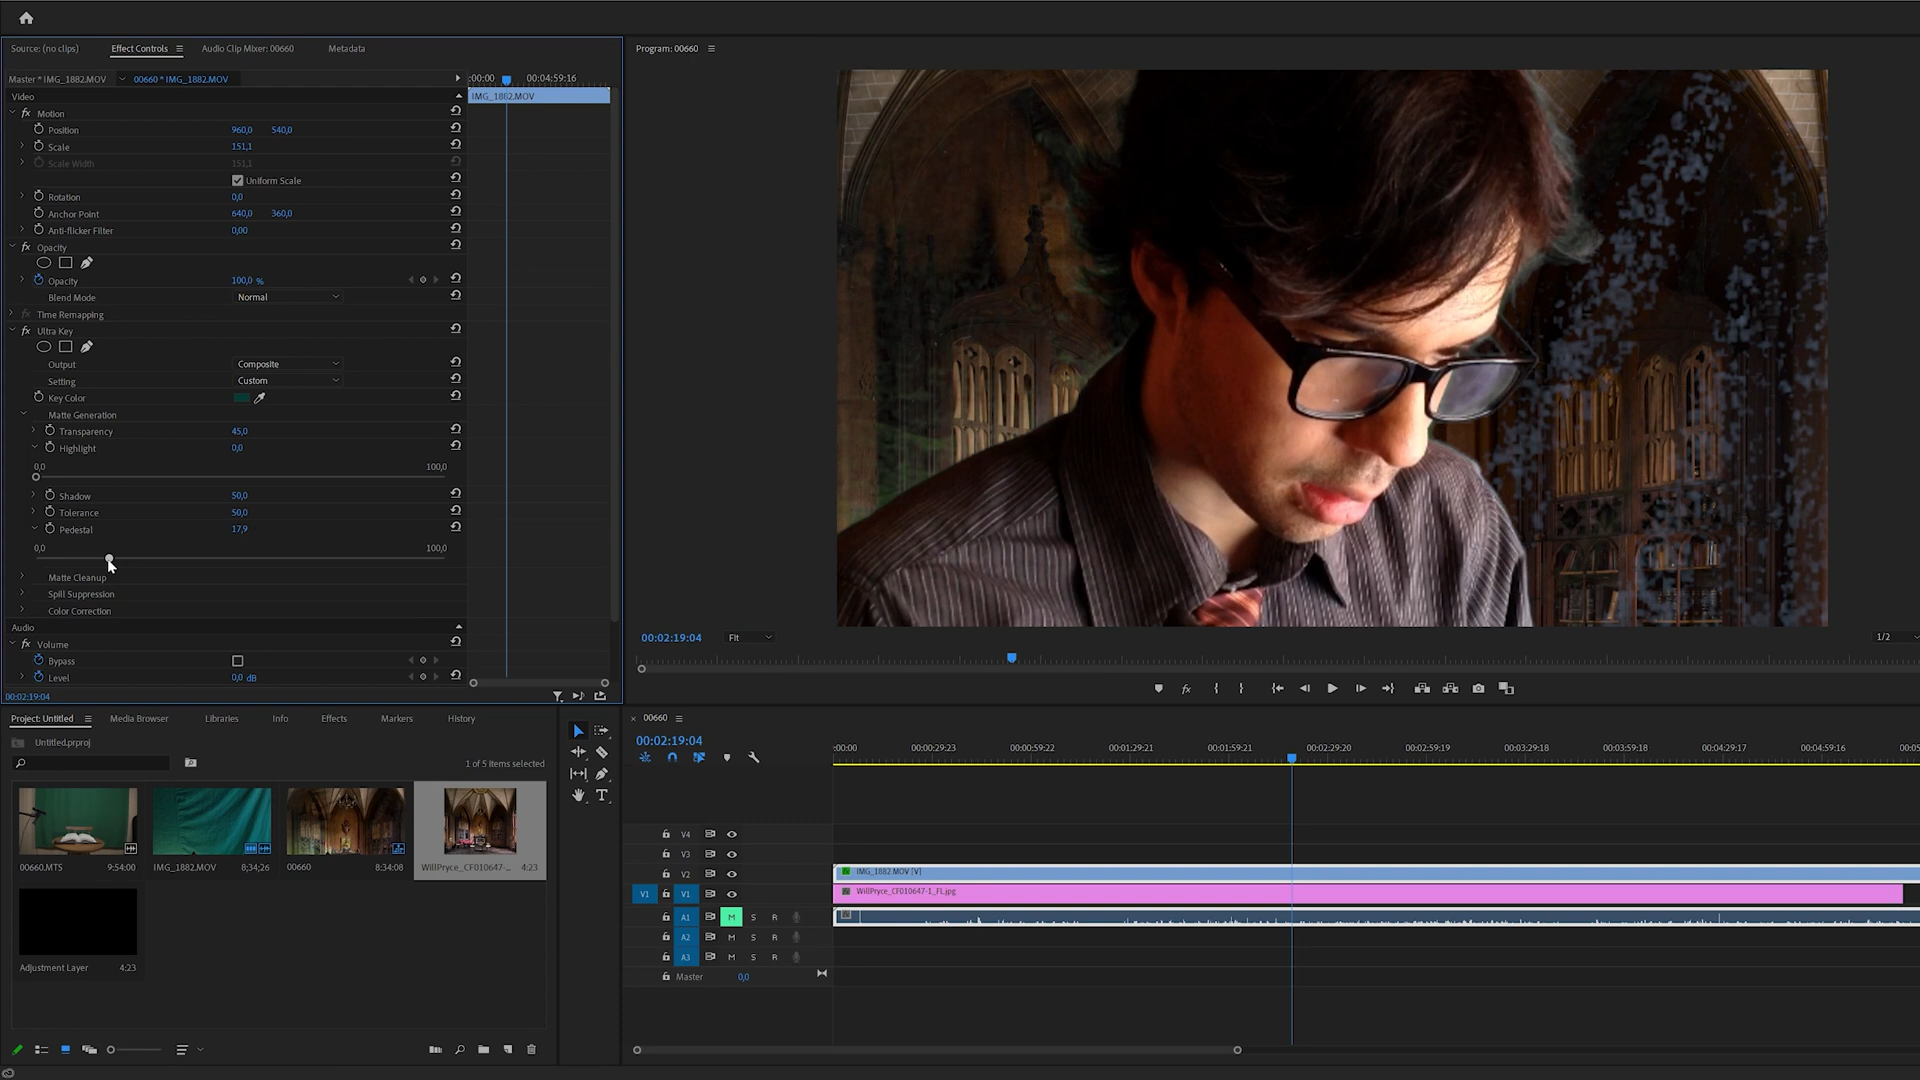 Source: (no clips)
Effect Controls
Audio Clip Mixer: 00660
Metadata
Master * IMG_1882.MOV
00660 * IMG_1882.MOV
:00:00
00:04:59:16
Video
IMG_1882.MOV
fx Motion
Position 960,0 540,0
Scale 151,1
Scale Width 151,1
Uniform Scale
Rotation 0,0
Anchor Point 640,0 360,0
Anti-flicker Filter 0,00
fx Opacity
Opacity 100,0 %
Blend Mode Normal
fx Time Remapping
fx Ultra Key
Output Composite
Setting Custom
Key Color
Matte Generation
Transparency 45,0
Highlight 0,0
0,0 100,0
Shadow 50,0
Tolerance 50,0
Pedestal 17,9
0,0 100,0
Matte Cleanup
Spill Suppression
Color Correction
Audio
fx Volume
Bypass
Level 0,0 dB
00:02:19:04
Program: 00660
00:02:19:04
Fit
1/2
fx
Project: Untitled
Media Browser
Libraries
Info
Effects
Markers
History
Untitled.prproj
1 of 5 Items selected
00660.MTS 9:54:00
IMG_1882.MOV 8;34;26
00660 8:34:08
WillPryce_CF010647-... 4:23
Adjustment Layer 4:23
T
00660
00:02:19:04
:00:00
00:00:29:23
00:00:59:22
00:01:29:21
00:01:59:21
00:02:29:20
00:02:59:19
00:03:29:18
00:03:59:18
00:04:29:17
00:04:59:16
00:05
V4
V3
V2
IMG_1882.MOV [V]
V1 V1
WillPryce_CF010647-1_FL.jpg
A1 M S R
A2 M S R
A3 M S R
Master 0,0